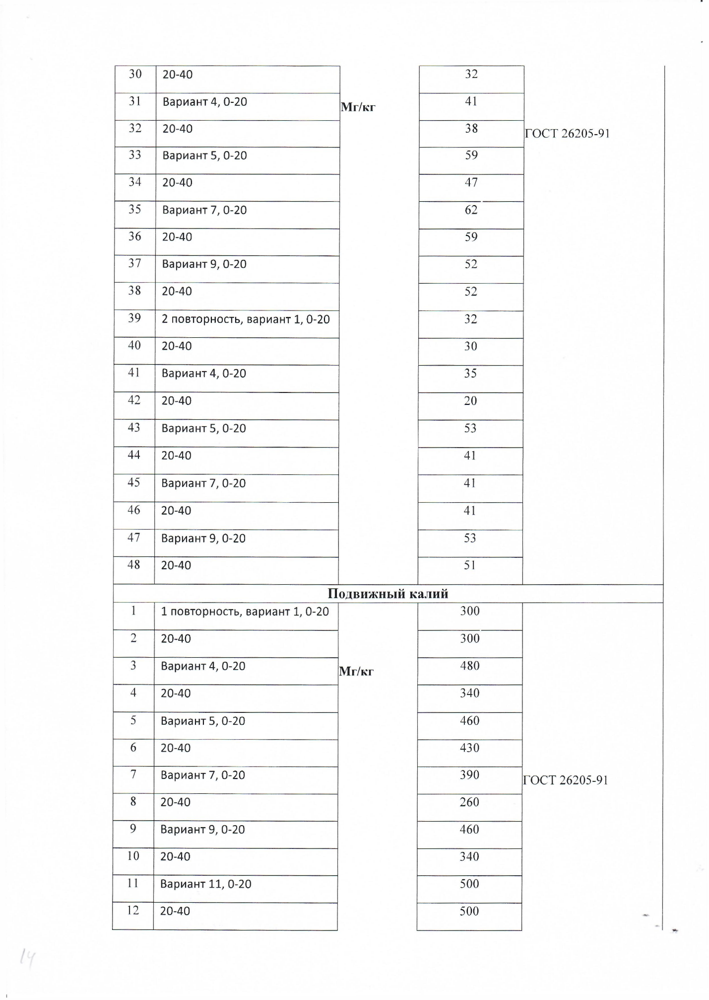 30 20-40 32
31 Вариант 4, 0-20 Мг/кг 41
32 20-40 38 ГОСТ 26205-91
33 Вариант 5, 0-20 59
34 20-40 47
35 Вариант 7, 0-20 62
36 20-40 59
37 Вариант 9, 0-20 52
38 20-40 52
39 2 повторность, вариант 1, 0-20 32
40 20-40 30
41 Вариант 4, 0-20 35
42 20-40 20
43 Вариант 5, 0-20 53
44 20-40 41
45 Вариант 7, 0-20 41
46 20-40 41
47 Вариант 9, 0-20 53
48 20-40 51
Подвижный калий
1 1 повторность, вариант 1, 0-20 300
2 20-40 300
3 Вариант 4, 0-20 Мг/кг 480
4 20-40 340
5 Вариант 5, 0-20 460
6 20-40 430
7 Вариант 7, 0-20 390 ГОСТ 26205-91
8 20-40 260
9 Вариант 9, 0-20 460
10 20-40 340
11 Вариант 11, 0-20 500
12 20-40 500
14